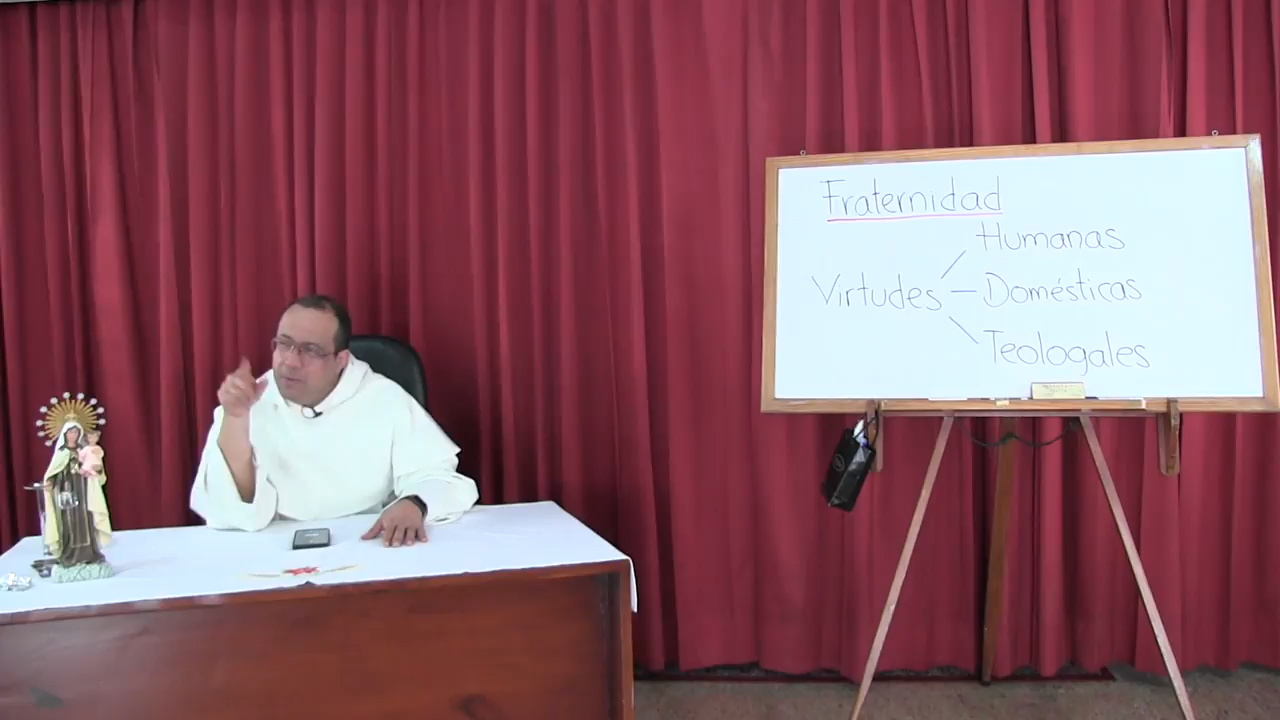 Fraternidad
Humanas
Virtudes — Domésticas
Teologales